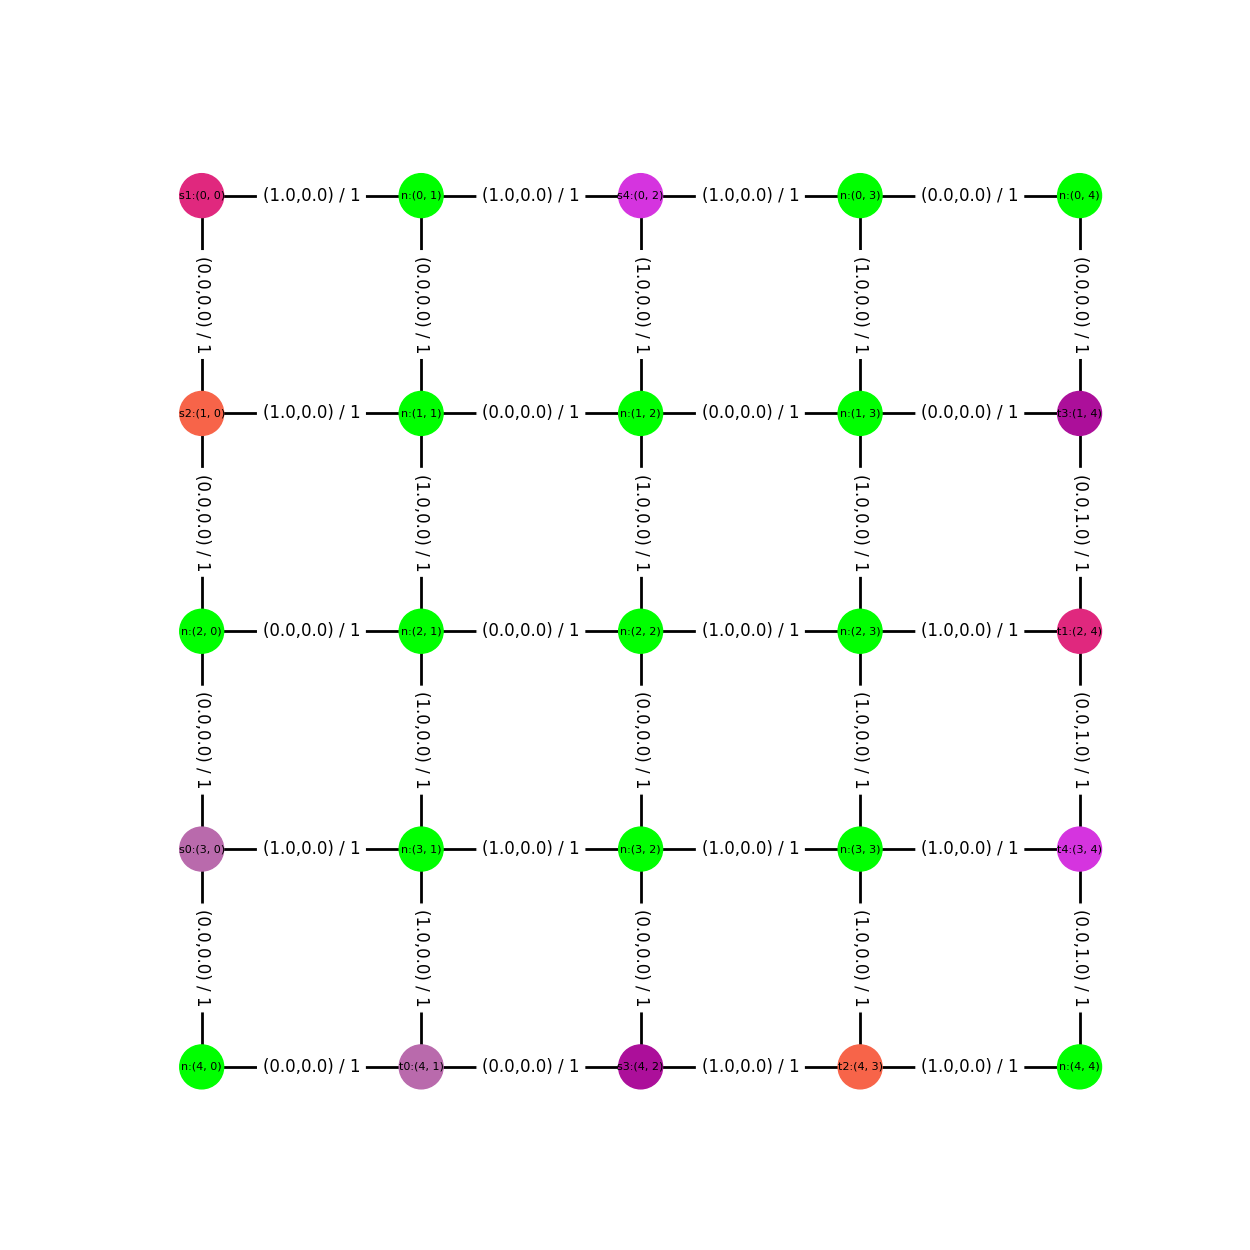 s1:(0, 0) (1.0,0.0) / 1 n:(0, 1) (1.0,0.0) / 1 s4:(0, 2) (1.0,0.0) / 1 n:(0, 3) (0.0,0.0) / 1 n:(0, 4)
(0.0,0.0) / 1 (0.0,0.0) / 1 (1.0,0.0) / 1 (1.0,0.0) / 1 (0.0,0.0) / 1
s2:(1, 0) (1.0,0.0) / 1 n:(1, 1) (0.0,0.0) / 1 n:(1, 2) (0.0,0.0) / 1 n:(1, 3) (0.0,0.0) / 1 t3:(1, 4)
(0.0,0.0) / 1 (1.0,0.0) / 1 (1.0,0.0) / 1 (1.0,0.0) / 1 (0.0,1.0) / 1
n:(2, 0) (0.0,0.0) / 1 n:(2, 1) (0.0,0.0) / 1 n:(2, 2) (1.0,0.0) / 1 n:(2, 3) (1.0,0.0) / 1 t1:(2, 4)
(0.0,0.0) / 1 (1.0,0.0) / 1 (0.0,0.0) / 1 (1.0,0.0) / 1 (0.0,1.0) / 1
s0:(3, 0) (1.0,0.0) / 1 n:(3, 1) (1.0,0.0) / 1 n:(3, 2) (1.0,0.0) / 1 n:(3, 3) (1.0,0.0) / 1 t4:(3, 4)
(0.0,0.0) / 1 (1.0,0.0) / 1 (0.0,0.0) / 1 (1.0,0.0) / 1 (0.0,1.0) / 1
n:(4, 0) (0.0,0.0) / 1 t0:(4, 1) (0.0,0.0) / 1 s3:(4, 2) (1.0,0.0) / 1 t2:(4, 3) (1.0,0.0) / 1 n:(4, 4)